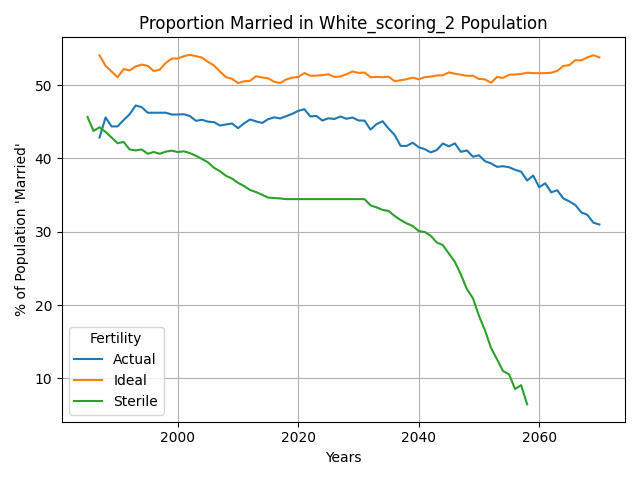 Proportion Married in White_scoring_2 Population
% of Population 'Married'
50
40
30
20
10
Fertility
Actual
Ideal
Sterile
2000
2020
2040
2060
Years